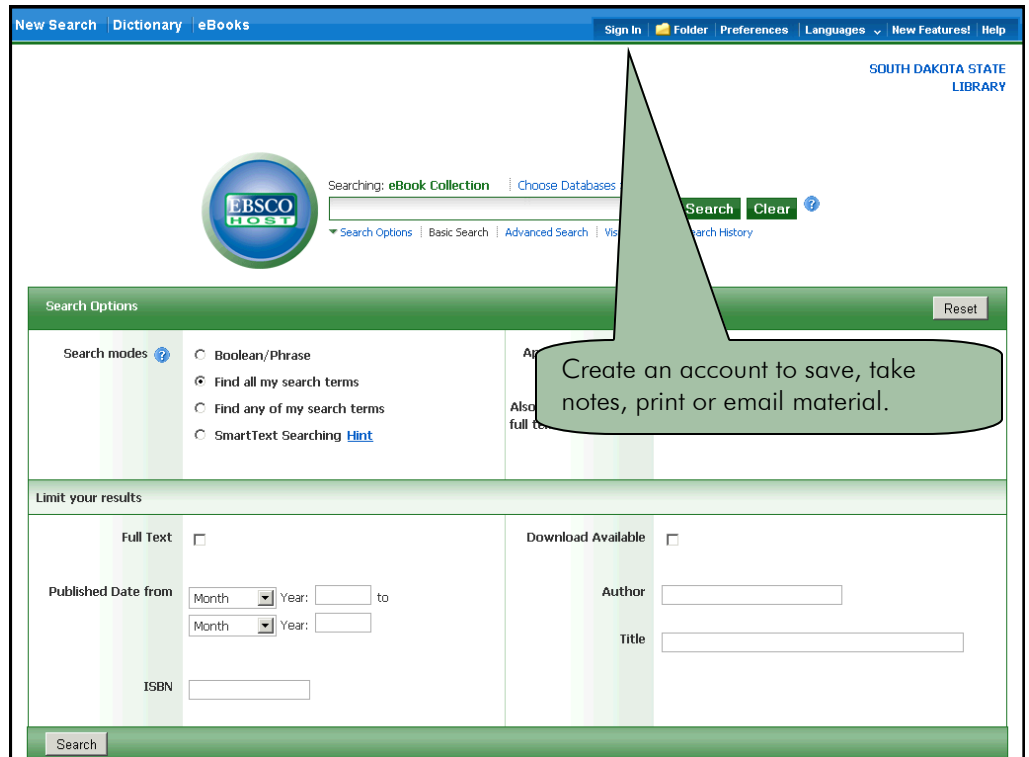 New Search Dictionary eBooks
Sign In Folder Preferences Languages New Features! Help
SOUTH DAKOTA STATE
LIBRARY
EBSCO
HOST
Searching: eBook Collection Choose Databases
Search Clear
Search Options Basic Search Advanced Search Search History
Search Options
Reset
Search modes
Boolean/Phrase
Find all my search terms
Find any of my search terms
SmartText Searching Hint
Also
full
Create an account to save, take
notes, print or email material.
Limit your results
Full Text
Download Available
Published Date from
Month Year: to
Month Year:
Author
Title
ISBN
Search